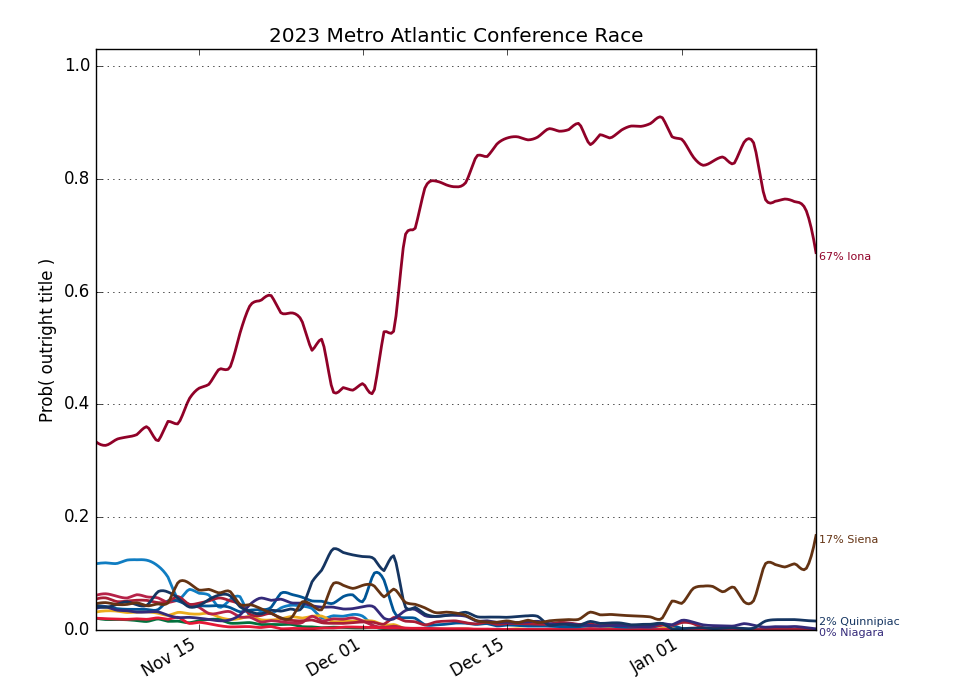 2023 Metro Atlantic Conference Race
1.0
0.8
0.6
0.4
0.2
0.0
Prob( outright title )
67% Iona
17% Siena
2% Quinnipiac
0% Niagara
Nov 15
Dec 01
Dec 15
Jan 01